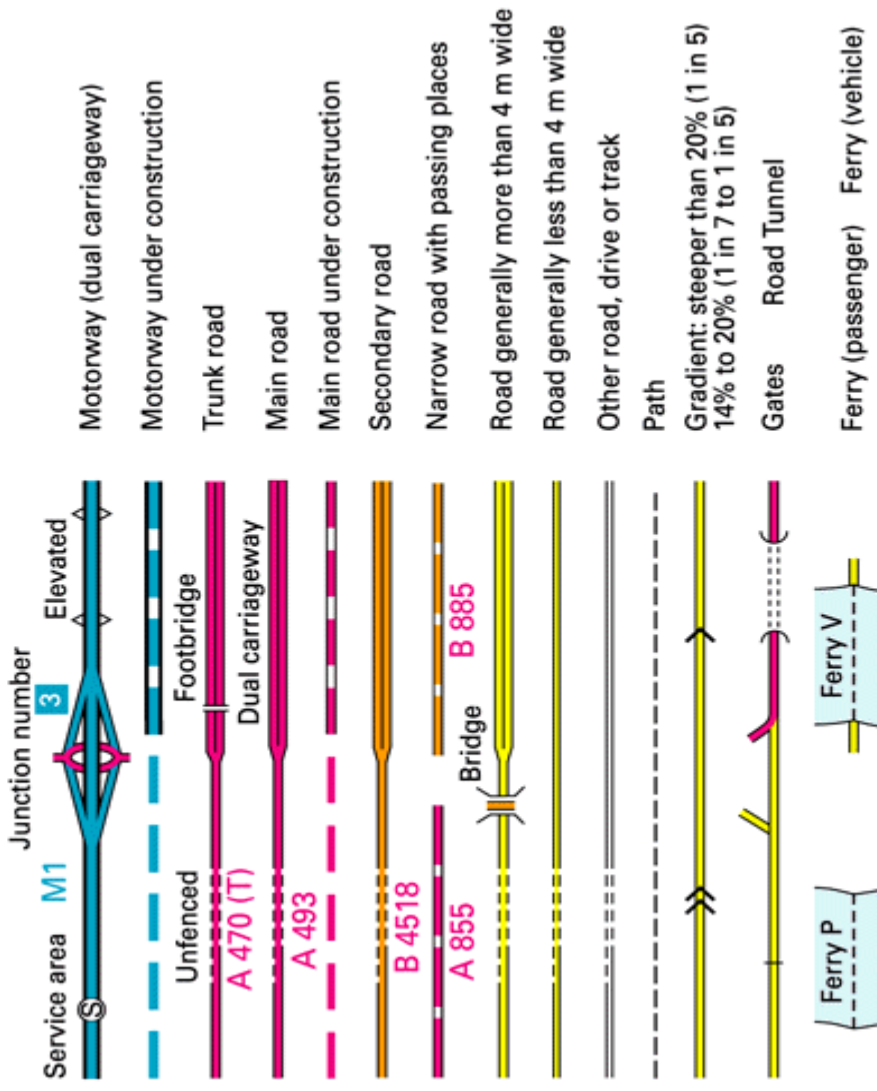 Service area
M1
Junction number
3
Elevated
S
Motorway (dual carriageway)
Motorway under construction
Unfenced
Footbridge
Trunk road
A 470 (T)
Dual carriageway
Main road
A 493
Main road under construction
Secondary road
B 4518
Narrow road with passing places
A 855
B 885
Bridge
Road generally more than 4 m wide
Road generally less than 4 m wide
Other road, drive or track
Path
Gradient: steeper than 20% (1 in 5)
14% to 20% (1 in 7 to 1 in 5)
Gates
Road Tunnel
Ferry P
Ferry V
Ferry (passenger)
Ferry (vehicle)